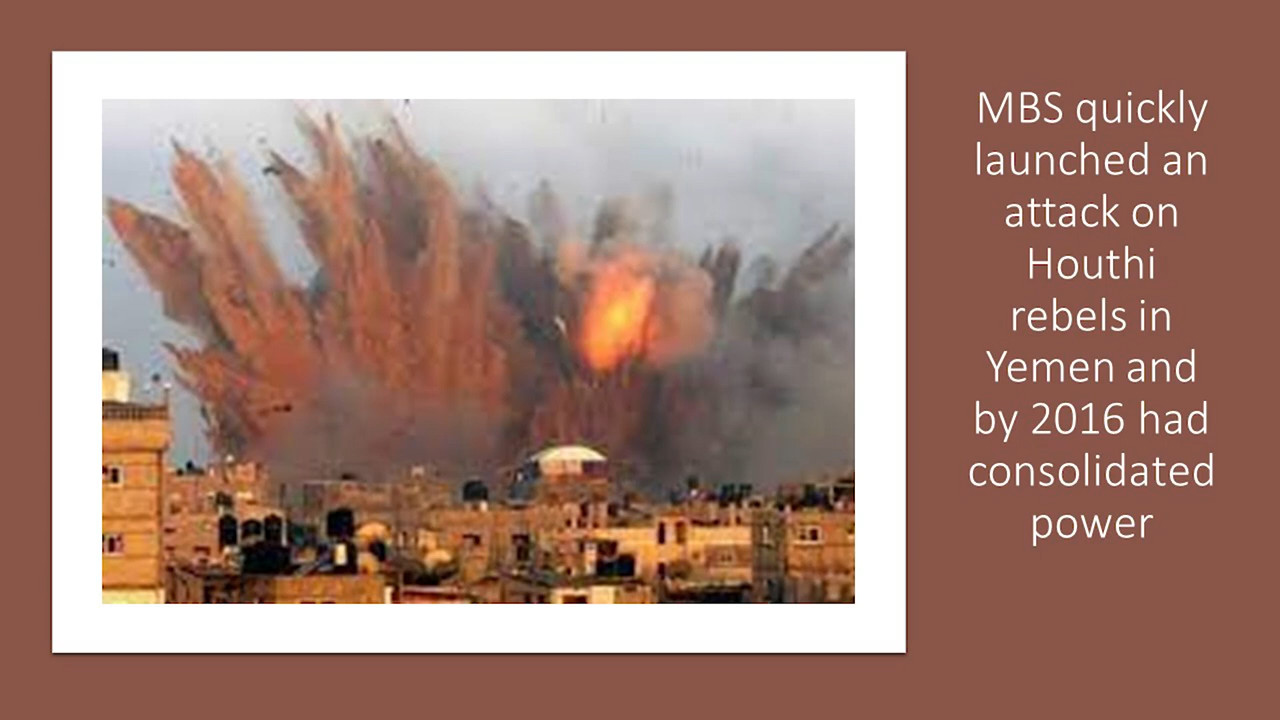 MBS quickly
launched an
attack on
Houthi
rebels in
Yemen and
by 2016 had
consolidated
power